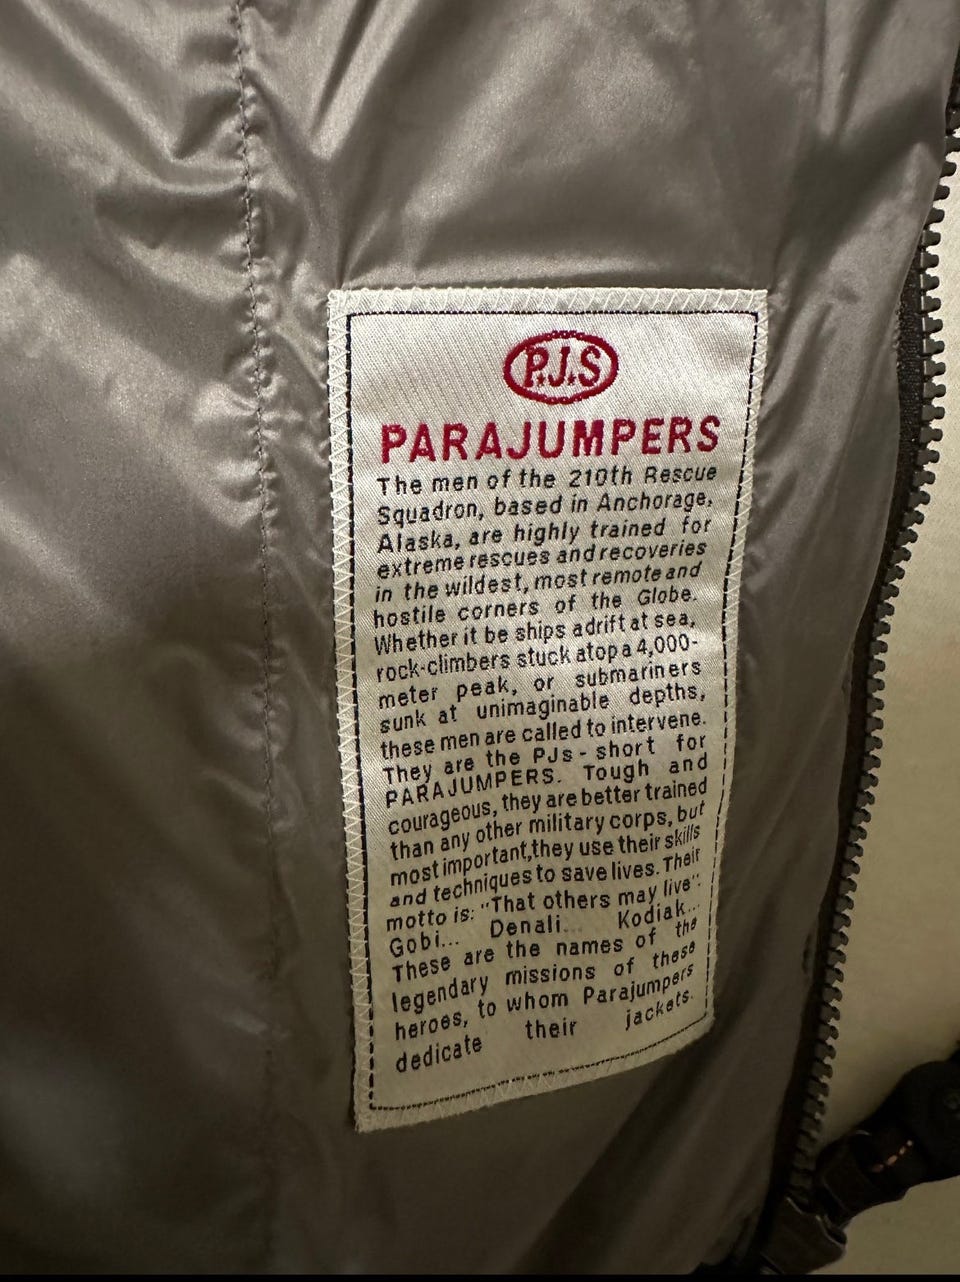 P.J.S
PARAJUMPERS
The men of the 210th Rescue
Squadron, based in Anchorage,
Alaska, are highly trained for
extreme rescues and recoveries
in the wildest, most remote and
hostile corners of the Globe.
Whether it be ships adrift at sea,
rock-climbers stuck atop a 4,000-
meter peak, or submariners
sunk at unimaginable depths,
these men are called to intervene.
They are the PJs - short for
PARAJUMPERS. Tough and
courageous, they are better trained
than any other military corps, but
most important, they use their skills
and techniques to save lives. Their
motto is: "That others may live".
Gobi... Denali... Kodiak...
These are the names of the
legendary missions of these
heroes, to whom Parajumpers
dedicate their jackets.